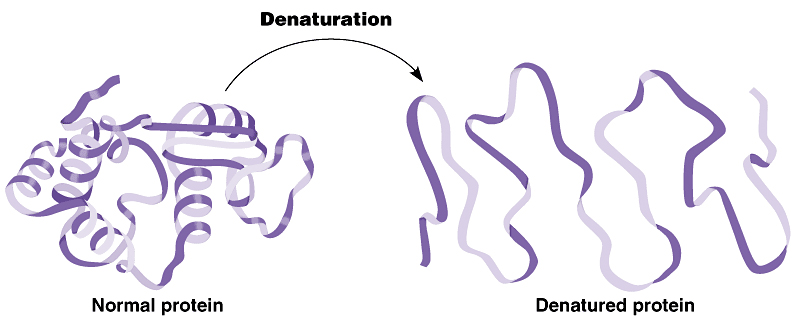 Denaturation
Normal protein
Denatured protein